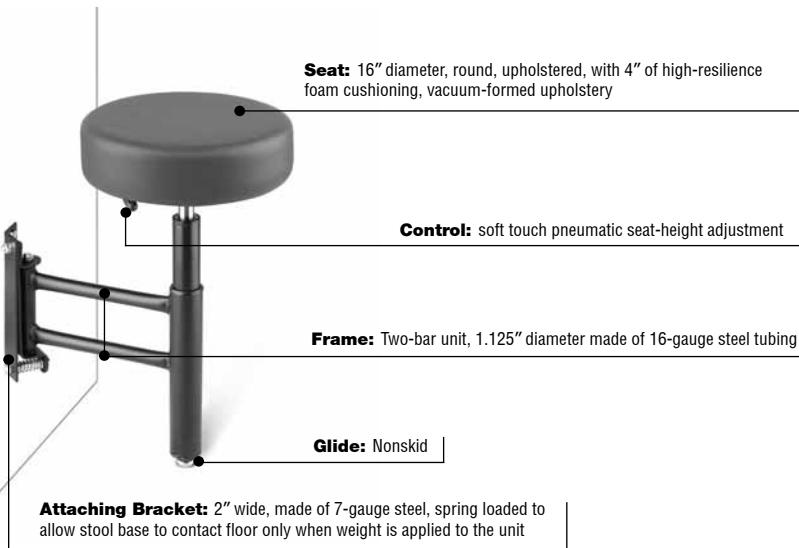 Seat: 16″ diameter, round, upholstered, with 4″ of high-resilience
foam cushioning, vacuum-formed upholstery
Control: soft touch pneumatic seat-height adjustment
Frame: Two-bar unit, 1.125″ diameter made of 16-gauge steel tubing
Glide: Nonskid
Attaching Bracket: 2″ wide, made of 7-gauge steel, spring loaded to
allow stool base to contact floor only when weight is applied to the unit